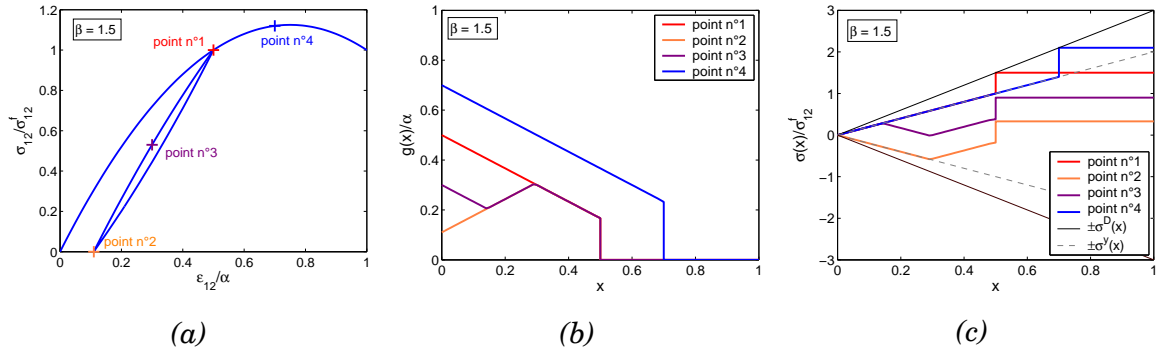 β = 1.5
point n°1
point n°4
point n°3
point n°2
σ12/σ12^f
1.2
1
0.8
0.6
0.4
0.2
0
0 0.2 0.4 0.6 0.8 1
ε12/α
(a)
β = 1.5
point n°1
point n°2
point n°3
point n°4
g(x)/α
1
0.8
0.6
0.4
0.2
0
0 0.2 0.4 0.6 0.8 1
x
(b)
β = 1.5
σ(x)/σ12^f
3
2
1
0
−1
−2
−3
point n°1
point n°2
point n°3
point n°4
±σ^D(x)
±σ^y(x)
0 0.2 0.4 0.6 0.8 1
x
(c)